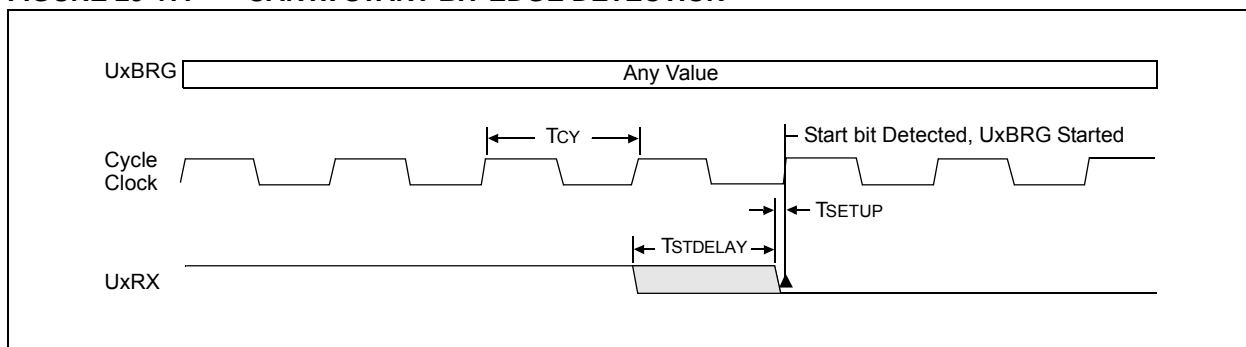 UxBRG
Any Value
TCY
Start bit Detected, UxBRG Started
Cycle
Clock
TSETUP
TSTDELAY
UxRX